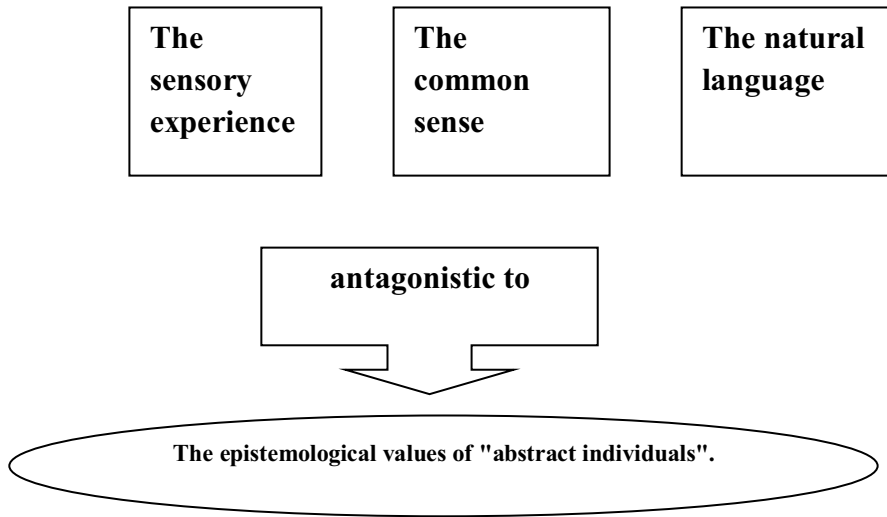 The
sensory
experience
The
common
sense
The natural
language
antagonistic to
The epistemological values of "abstract individuals".